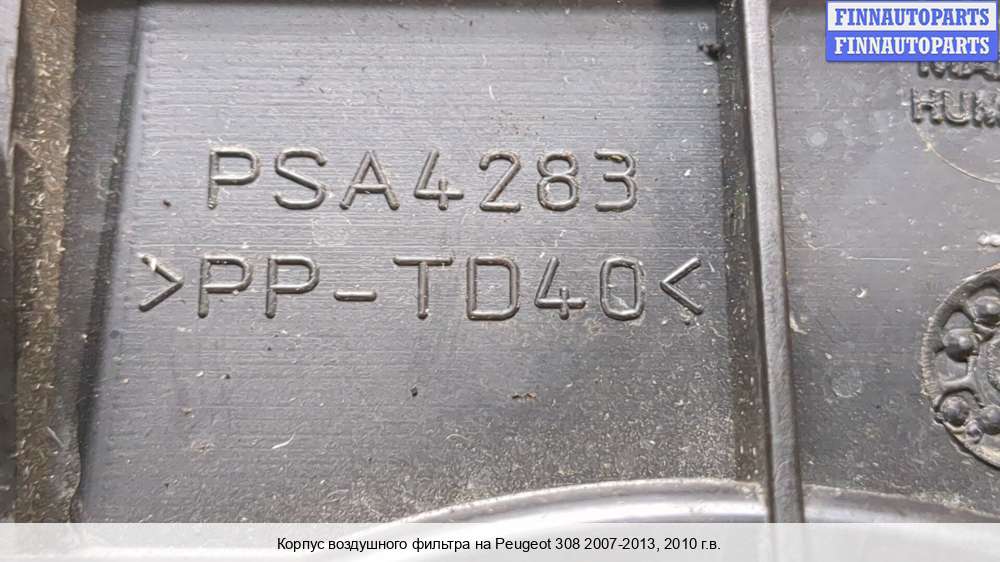 FINNAUTOPARTS
FINNAUTOPARTS
PSA4283
>PP-TD40<
Корпус воздушного фильтра на Peugeot 308 2007-2013, 2010 г.в.